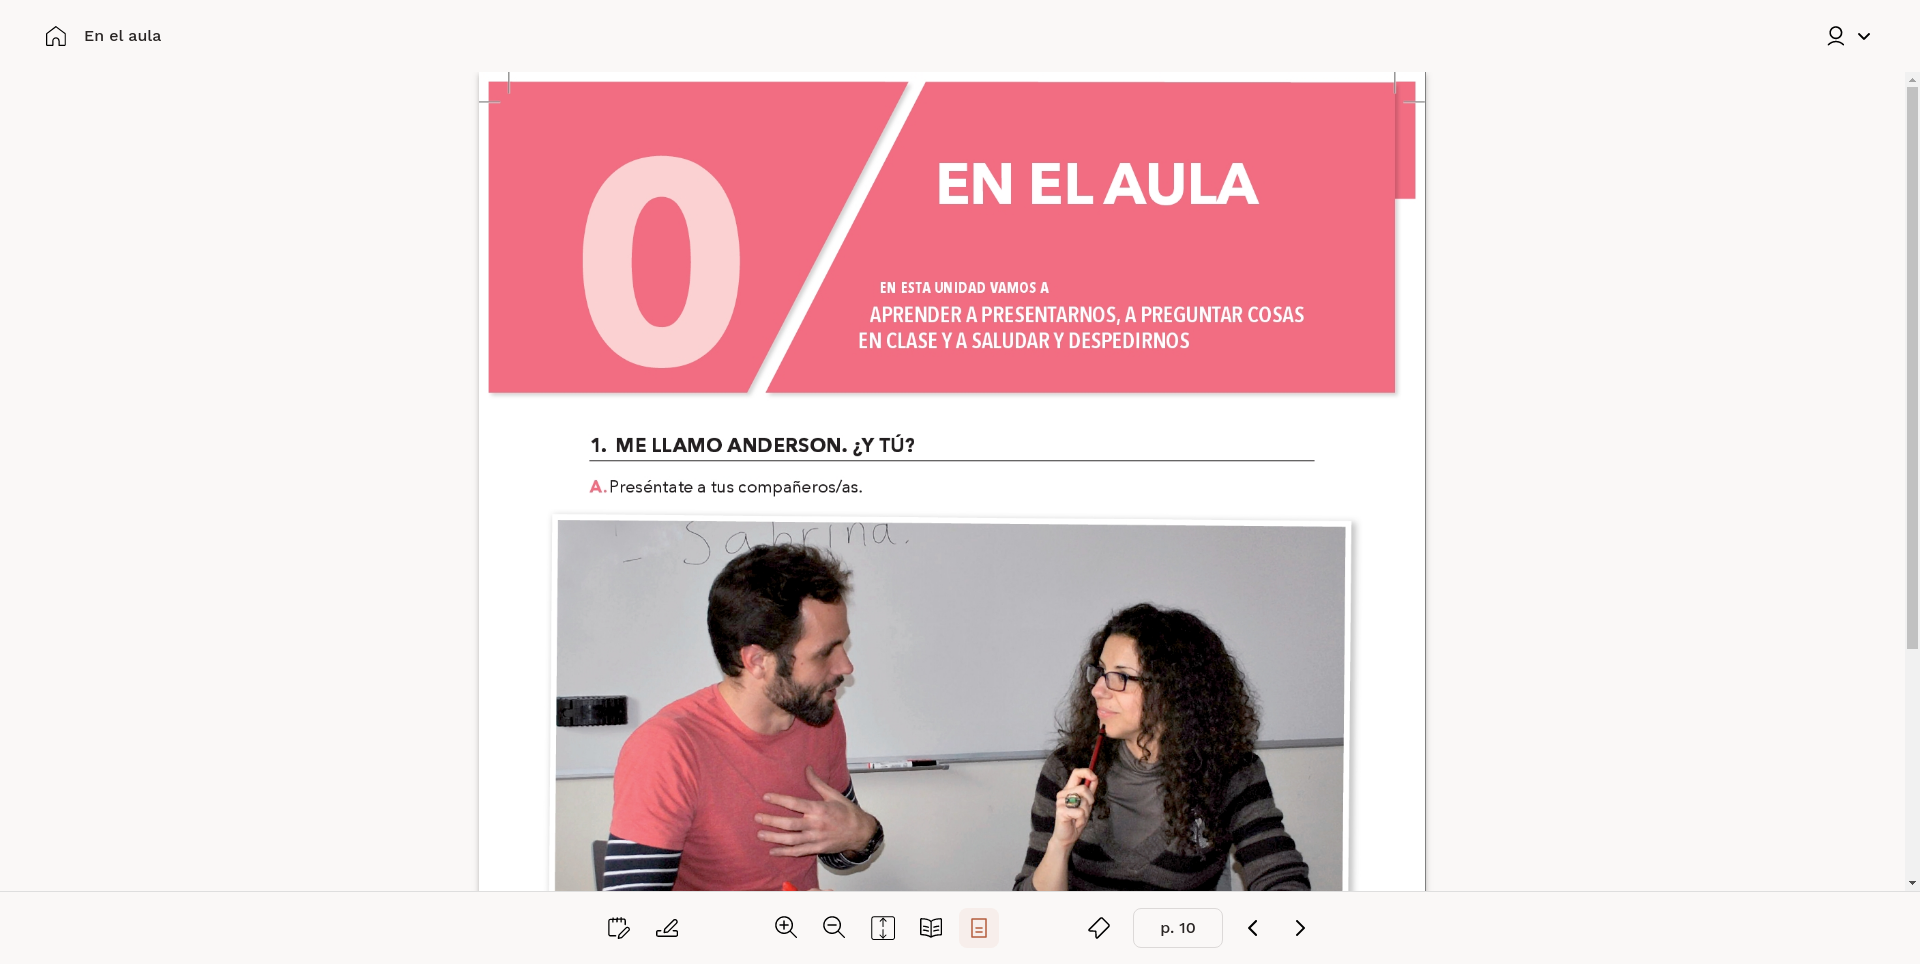 En el aula
0
EN EL AULA
EN ESTA UNIDAD VAMOS A
APRENDER A PRESENTARNOS, A PREGUNTAR COSAS
EN CLASE Y A SALUDAR Y DESPEDIRNOS
1. ME LLAMO ANDERSON. ¿Y TÚ?
A. Preséntate a tus compañeros/as.
- Sabrina.
p. 10